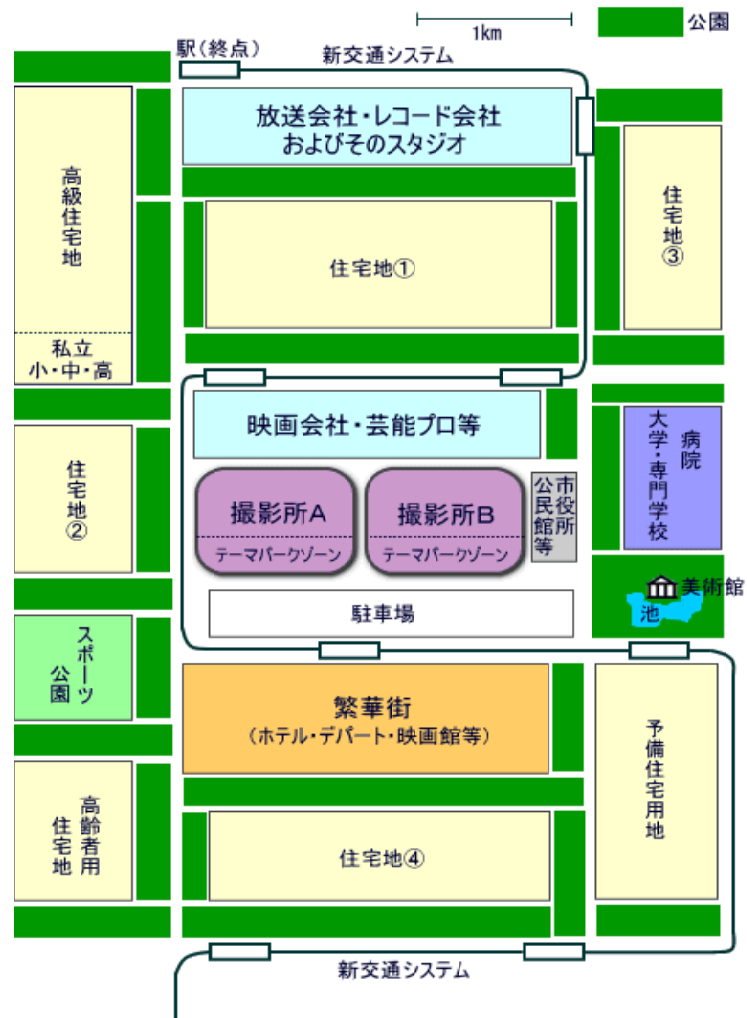 公園
1km
駅(終点)
新交通システム
放送会社・レコード会社
およびそのスタジオ
高級住宅地
私立
小・中・高
住宅地①
住宅地③
映画会社・芸能プロ等
住宅地②
撮影所A
テーマパークゾーン
撮影所B
テーマパークゾーン
市役所
公民館等
病院
大学・専門学校
美術館
池
駐車場
スポーツ
公園
繁華街
(ホテル・デパート・映画館等)
予備住宅用地
高齢者用
住宅地
住宅地④
新交通システム